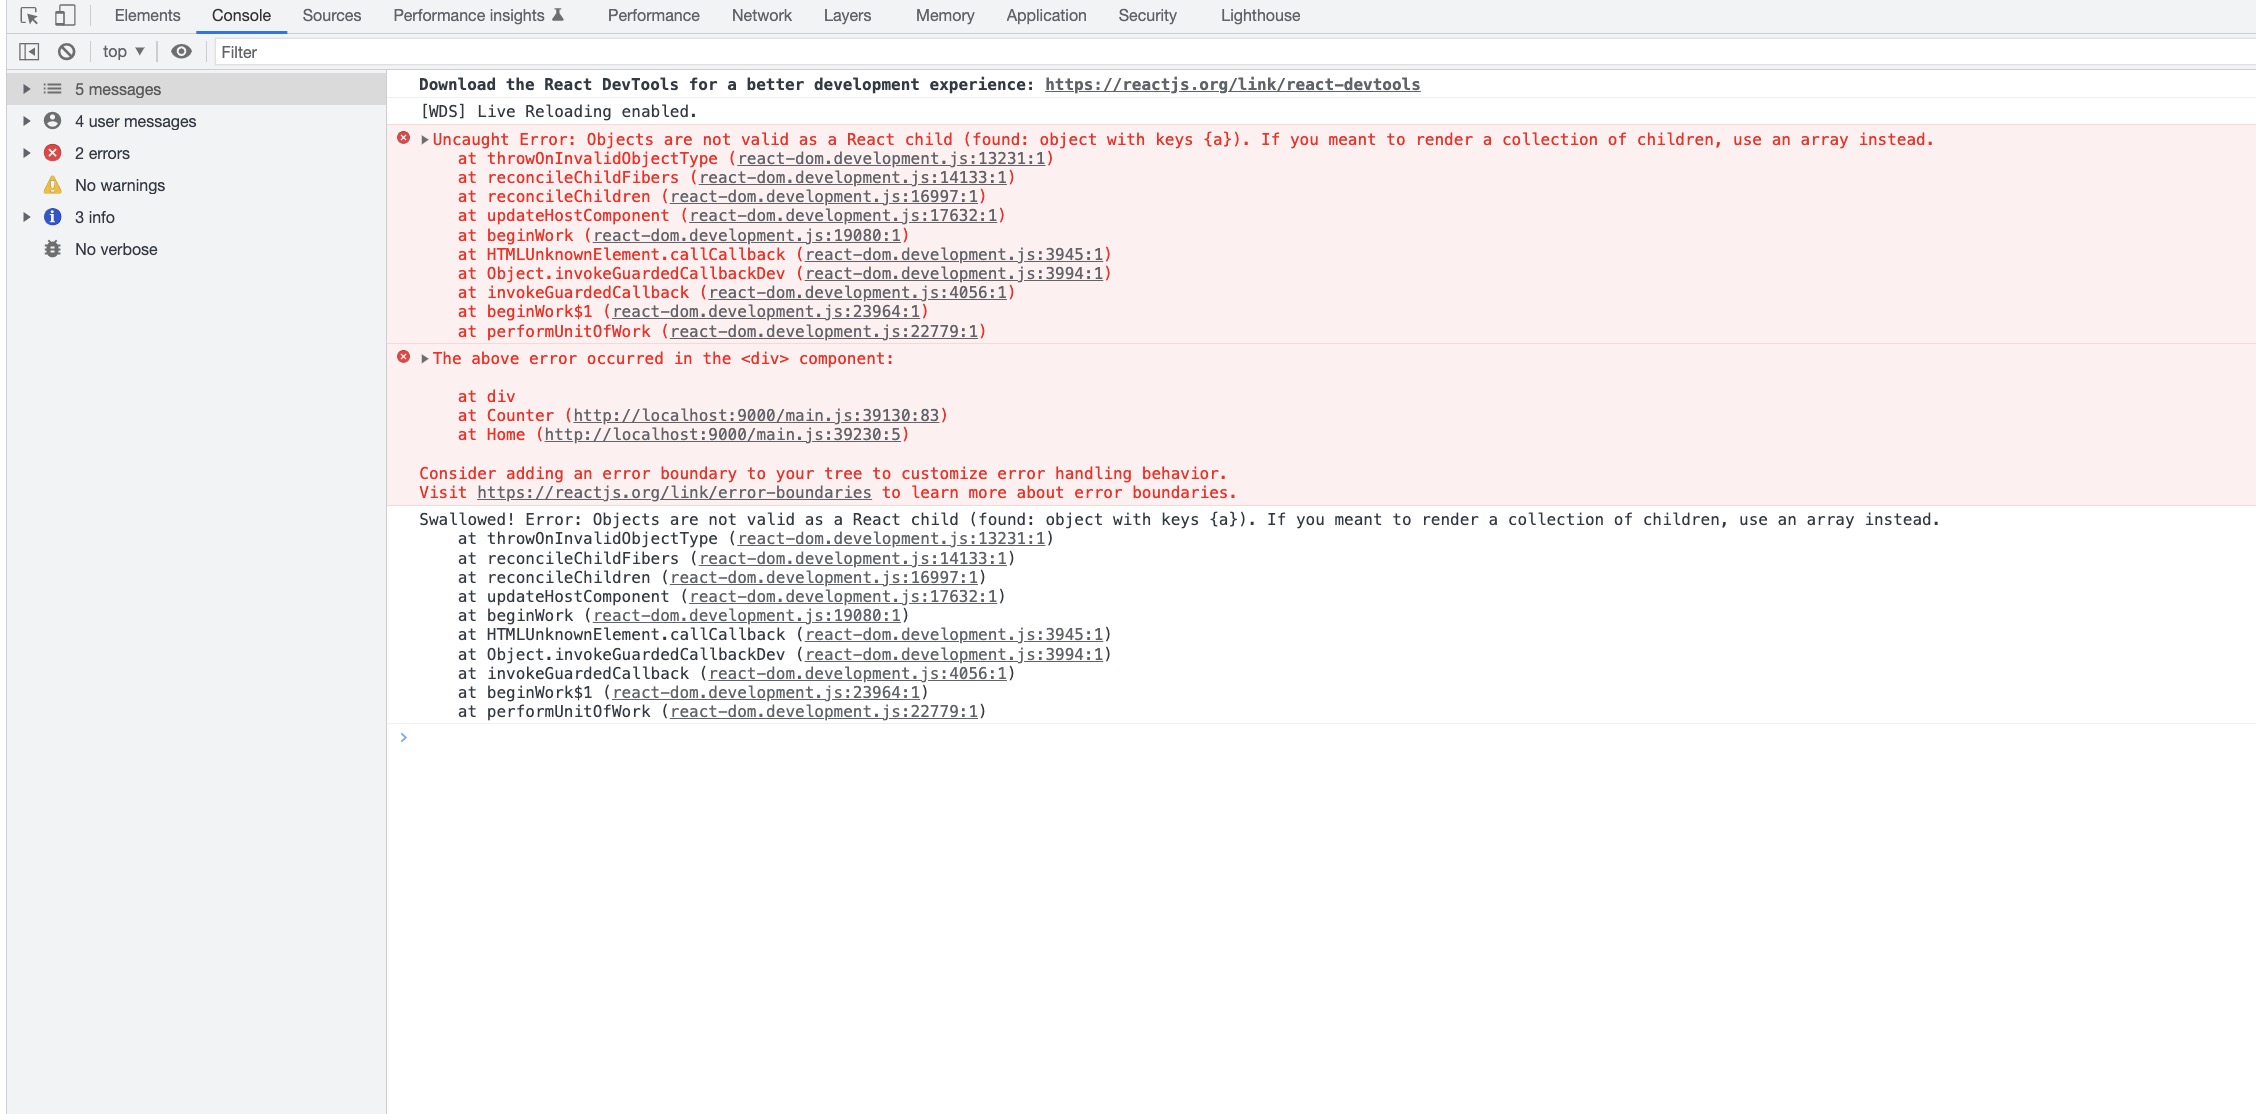 Elements Console Sources Performance insights Performance Network Layers Memory Application Security Lighthouse
top ▼ Filter
5 messages
4 user messages
2 errors
No warnings
3 info
No verbose
Download the React DevTools for a better development experience: https://reactjs.org/link/react-devtools
[WDS] Live Reloading enabled.
Uncaught Error: Objects are not valid as a React child (found: object with keys {a}). If you meant to render a collection of children, use an array instead.
at throwOnInvalidObjectType (react-dom.development.js:13231:1)
at reconcileChildFibers (react-dom.development.js:14133:1)
at reconcileChildren (react-dom.development.js:16997:1)
at updateHostComponent (react-dom.development.js:17632:1)
at beginWork (react-dom.development.js:19080:1)
at HTMLUnknownElement.callCallback (react-dom.development.js:3945:1)
at Object.invokeGuardedCallbackDev (react-dom.development.js:3994:1)
at invokeGuardedCallback (react-dom.development.js:4056:1)
at beginWork$1 (react-dom.development.js:23964:1)
at performUnitOfWork (react-dom.development.js:22779:1)
The above error occurred in the <div> component:
at div
at Counter (http://localhost:9000/main.js:39130:83)
at Home (http://localhost:9000/main.js:39230:5)
Consider adding an error boundary to your tree to customize error handling behavior.
Visit https://reactjs.org/link/error-boundaries to learn more about error boundaries.
Swallowed! Error: Objects are not valid as a React child (found: object with keys {a}). If you meant to render a collection of children, use an array instead.
at throwOnInvalidObjectType (react-dom.development.js:13231:1)
at reconcileChildFibers (react-dom.development.js:14133:1)
at reconcileChildren (react-dom.development.js:16997:1)
at updateHostComponent (react-dom.development.js:17632:1)
at beginWork (react-dom.development.js:19080:1)
at HTMLUnknownElement.callCallback (react-dom.development.js:3945:1)
at Object.invokeGuardedCallbackDev (react-dom.development.js:3994:1)
at invokeGuardedCallback (react-dom.development.js:4056:1)
at beginWork$1 (react-dom.development.js:23964:1)
at performUnitOfWork (react-dom.development.js:22779:1)